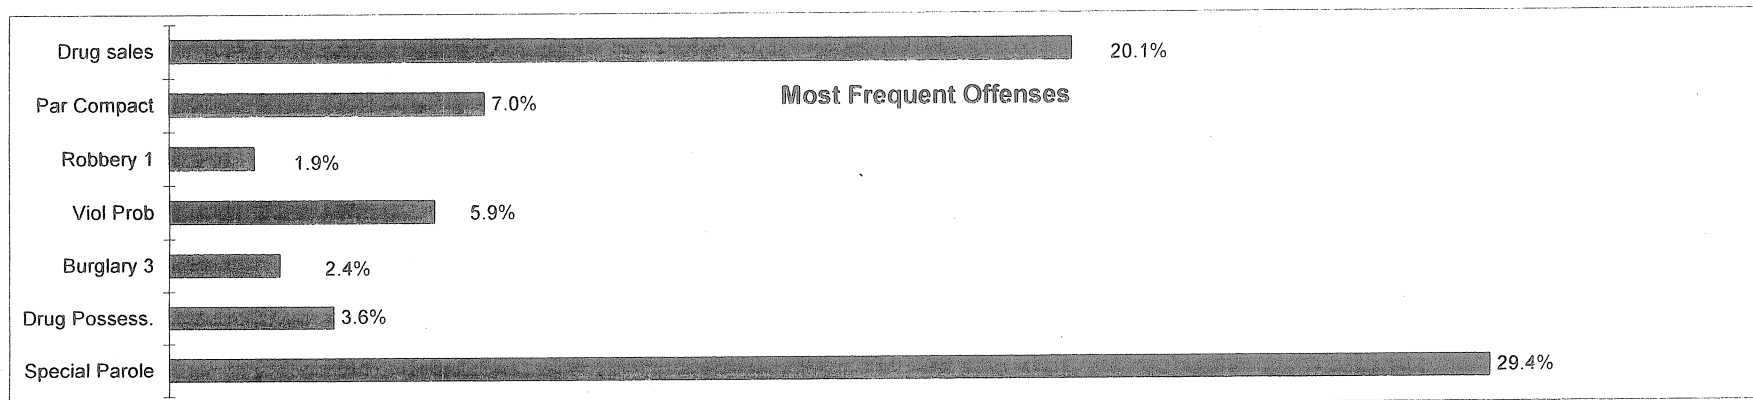 Drug sales 20.1%
Most Frequent Offenses
Par Compact 7.0%
Robbery 1 1.9%
Viol Prob 5.9%
Burglary 3 2.4%
Drug Possess. 3.6%
Special Parole 29.4%